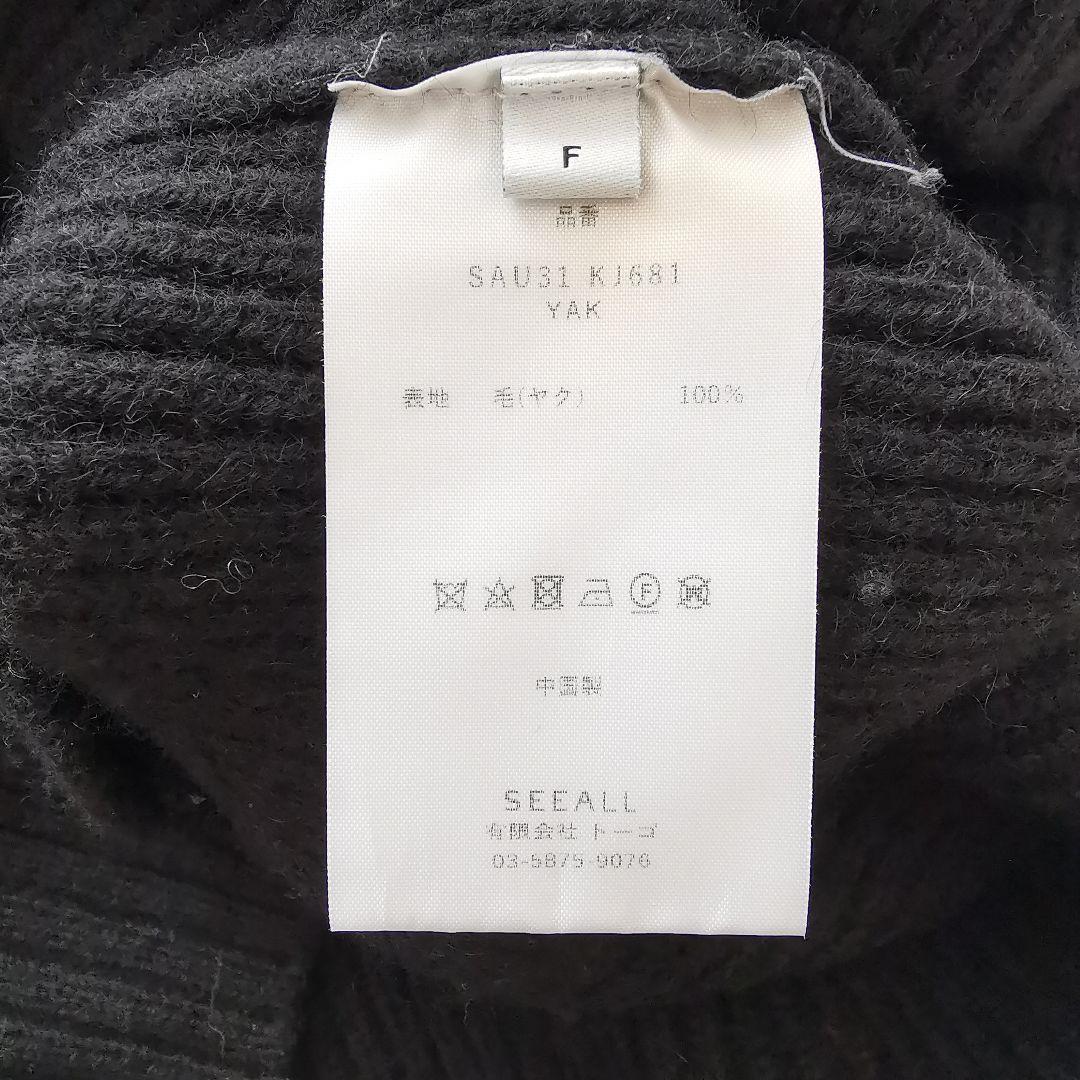 F
品番
SAU31 KJ681
YAK
表地 毛(ヤク) 100%
中国製
SEEALL
有限会社トーゴ
03-5875-9076